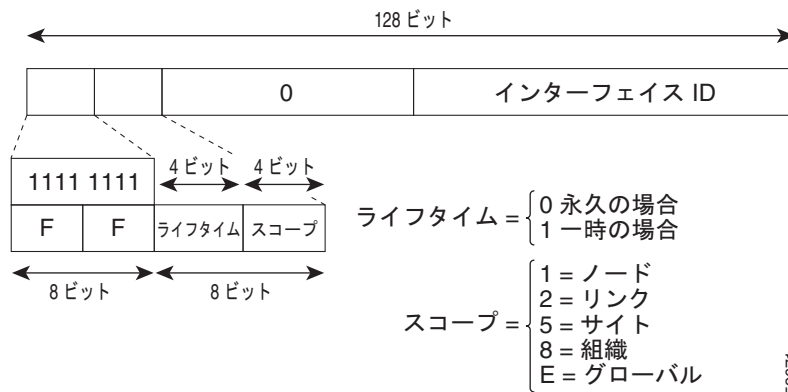 128 ビット
0
インターフェイス ID
1111 1111
4 ビット
4 ビット
F
F
ライフタイム
スコープ
8 ビット
8 ビット
ライフタイム =
0 永久の場合
1 一時の場合
スコープ =
1 = ノード
2 = リンク
5 = サイト
8 = 組織
E = グローバル